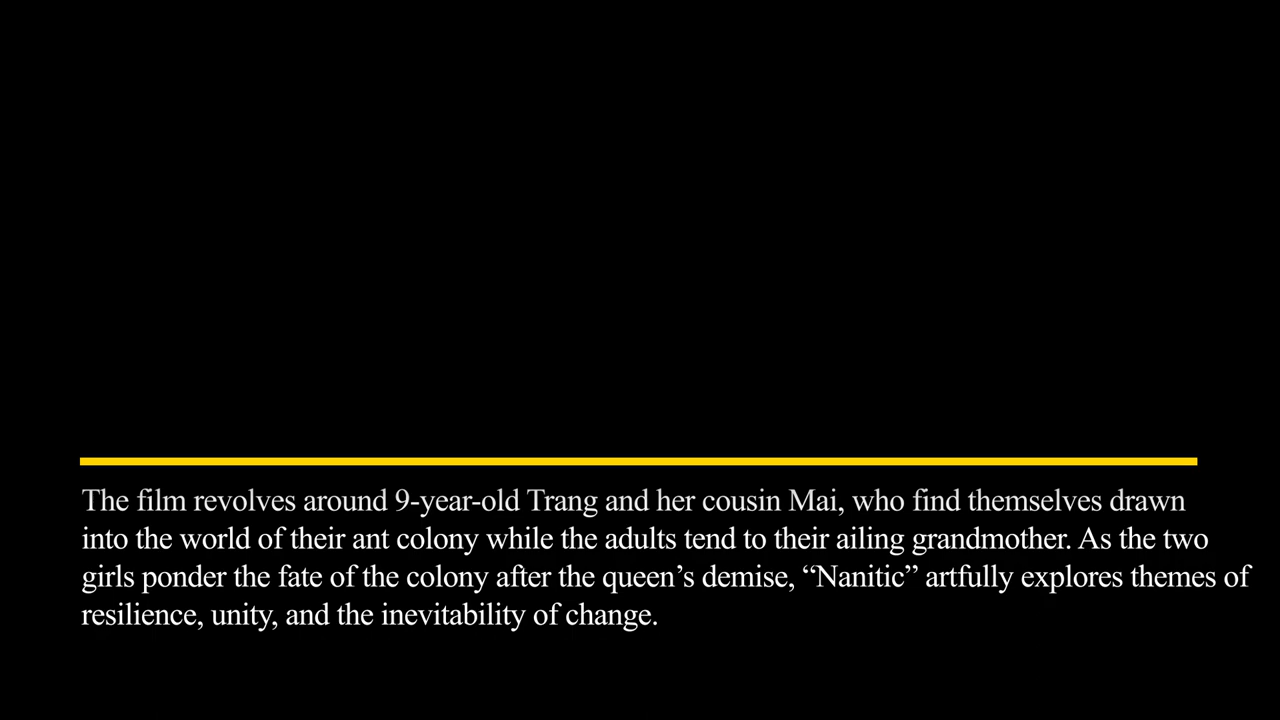 The film revolves around 9-year-old Trang and her cousin Mai, who find themselves drawn
into the world of their ant colony while the adults tend to their ailing grandmother. As the two
girls ponder the fate of the colony after the queen’s demise, “Nanitic” artfully explores themes of
resilience, unity, and the inevitability of change.